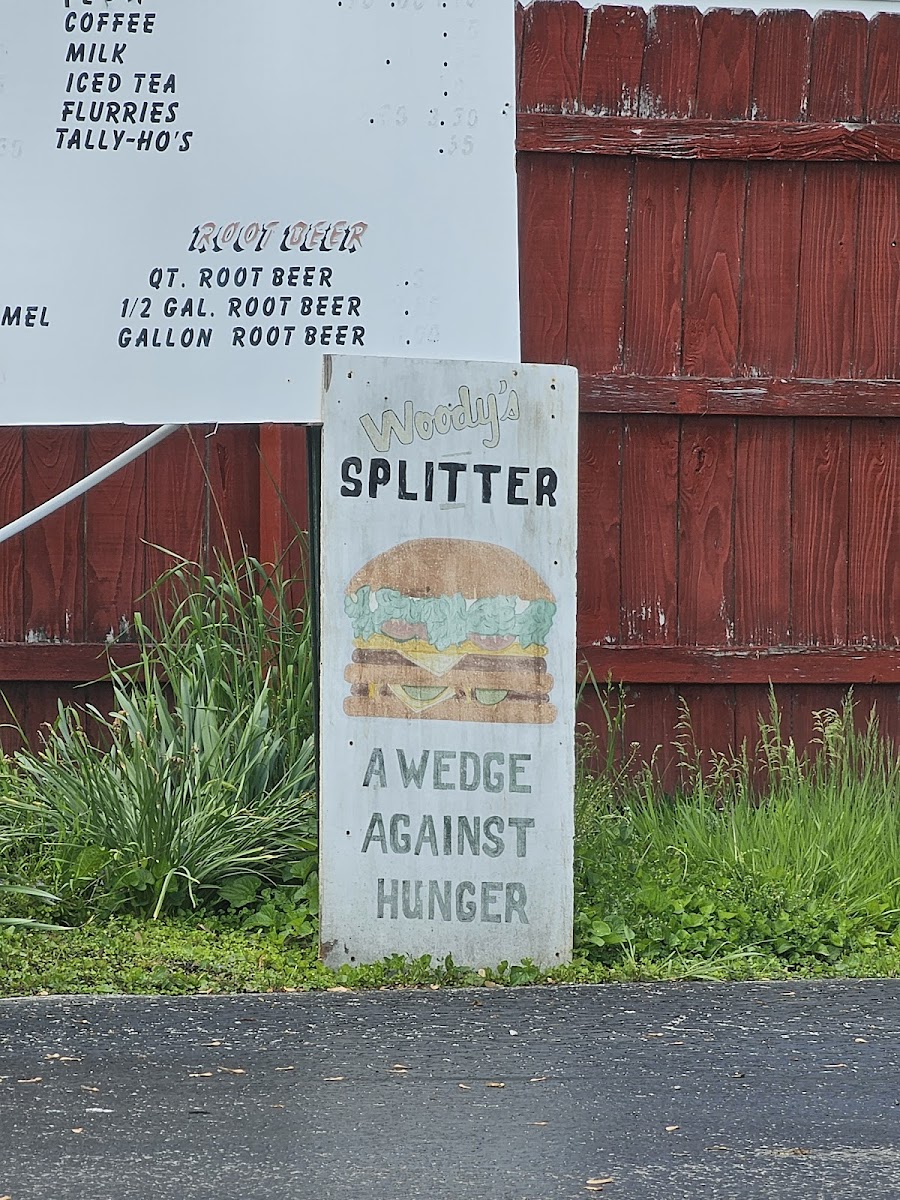 COFFEE
MILK
ICED TEA
FLURRIES
TALLY-HO'S
ROOT BEER
QT. ROOT BEER
MEL
1/2 GAL. ROOT BEER
GALLON ROOT BEER
Woody's
SPLITTER
A WEDGE
AGAINST
HUNGER